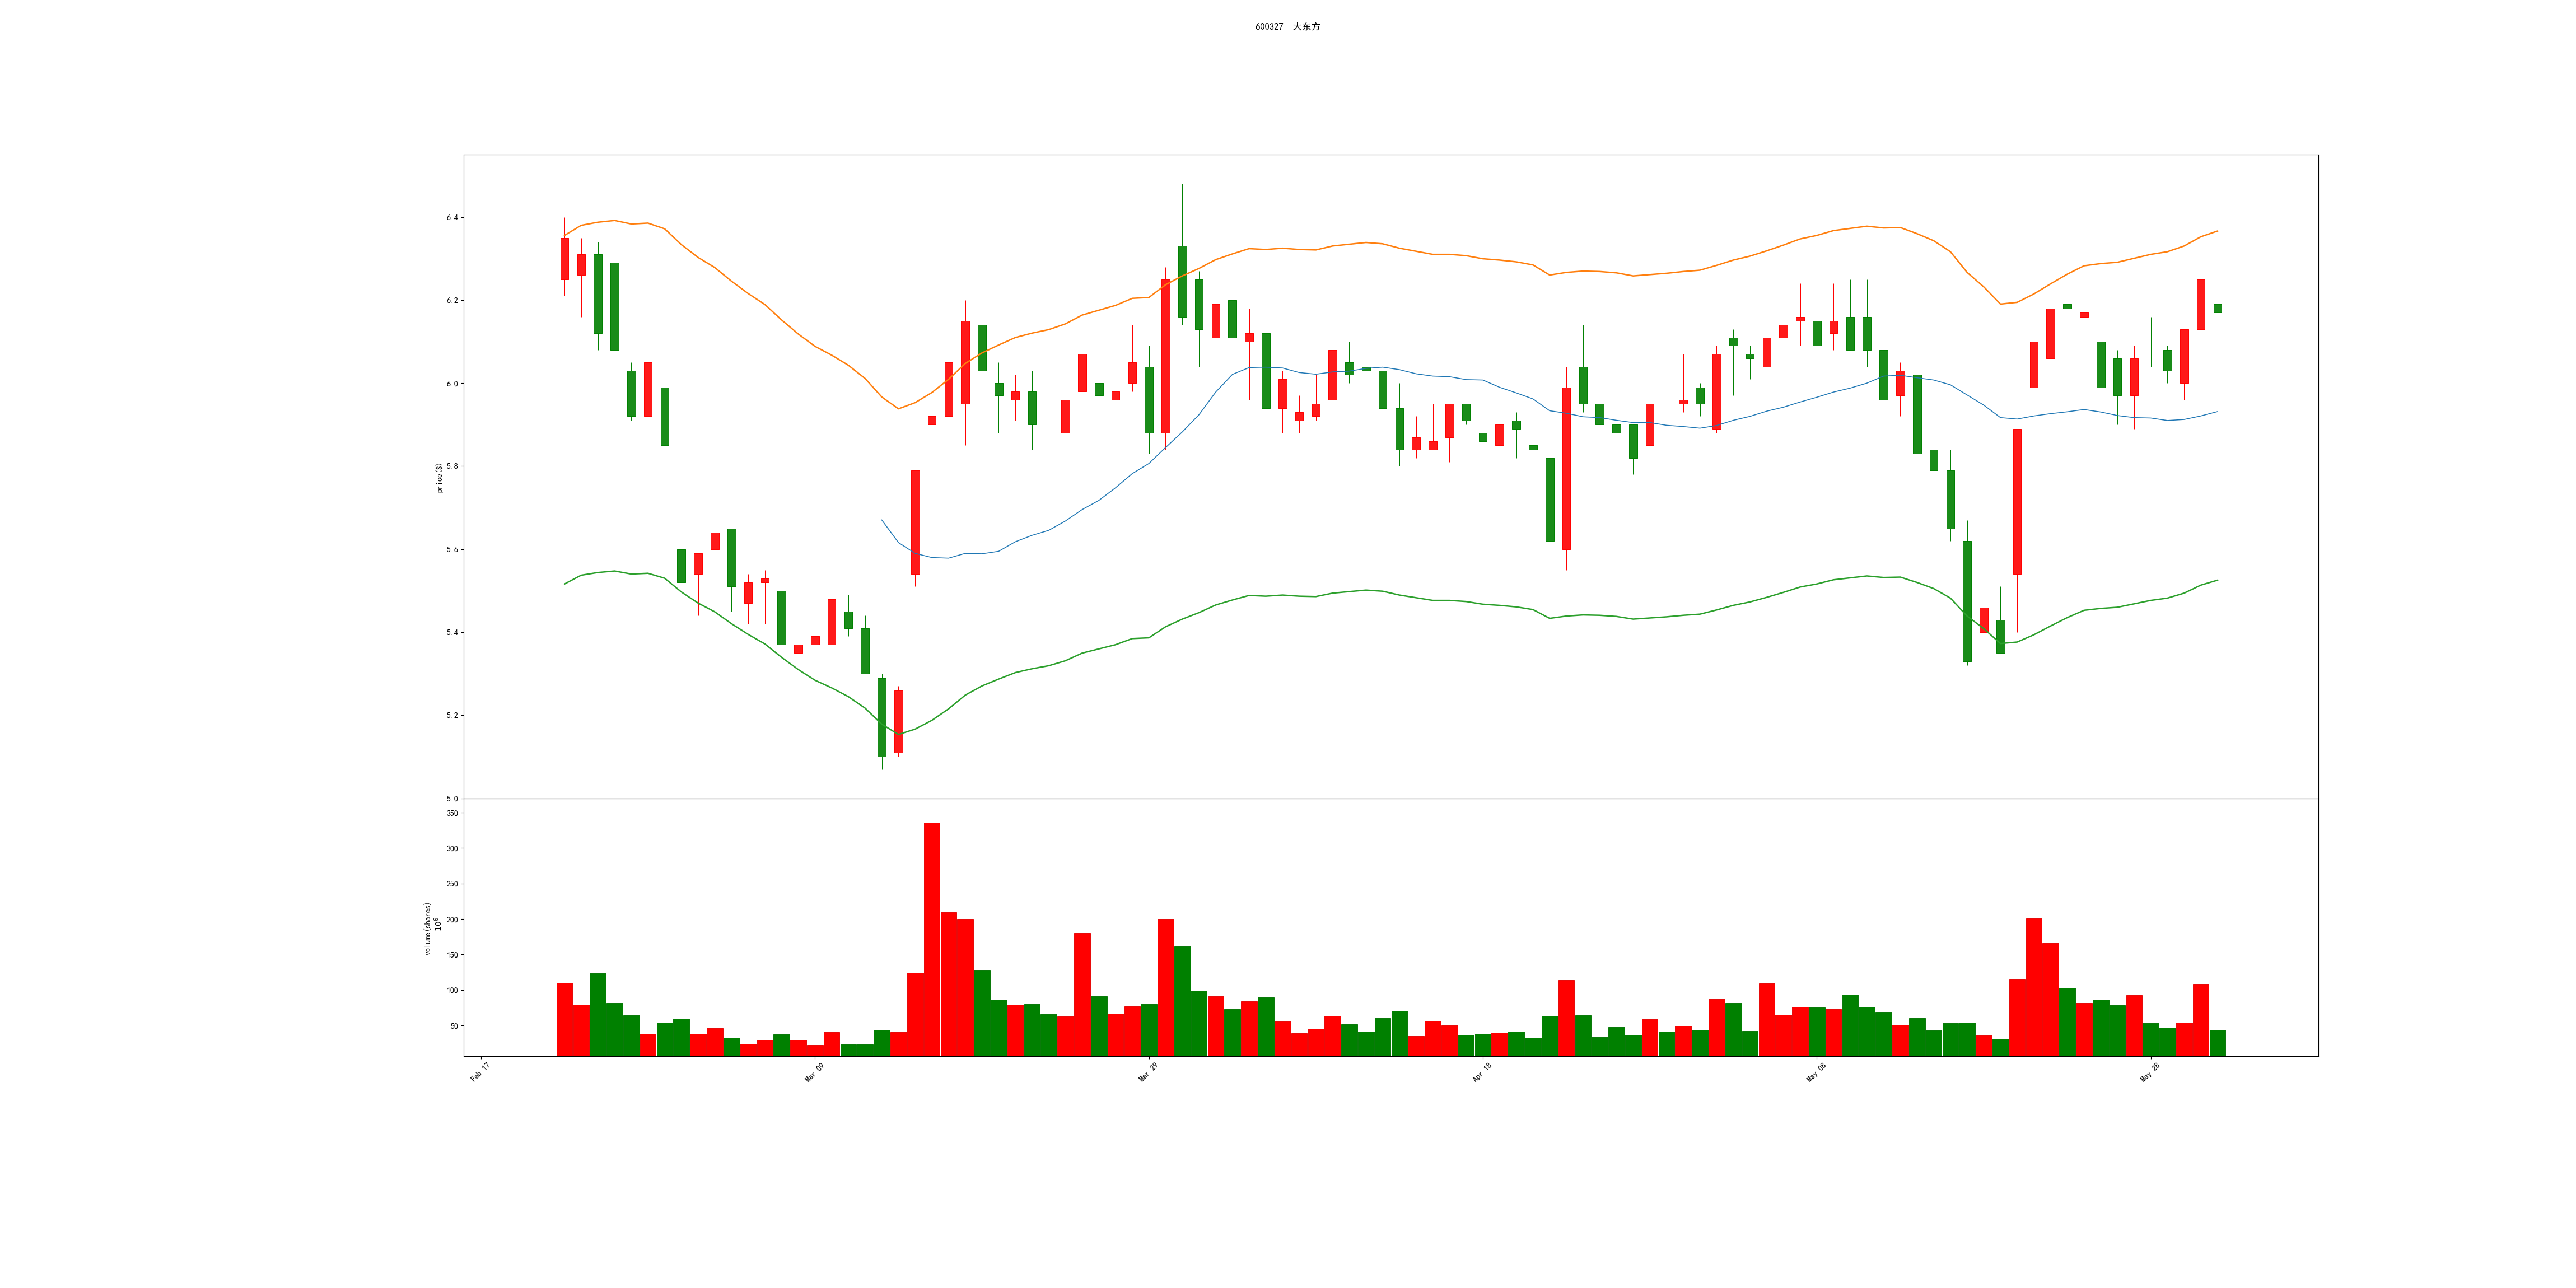 600327 大东方
6.4
6.2
6.0
5.8
5.6
5.4
5.2
5.0
price($)
350
300
250
200
150
100
50
volume(shares)
10^6
Feb 17
Mar 09
Mar 29
Apr 18
May 08
May 28